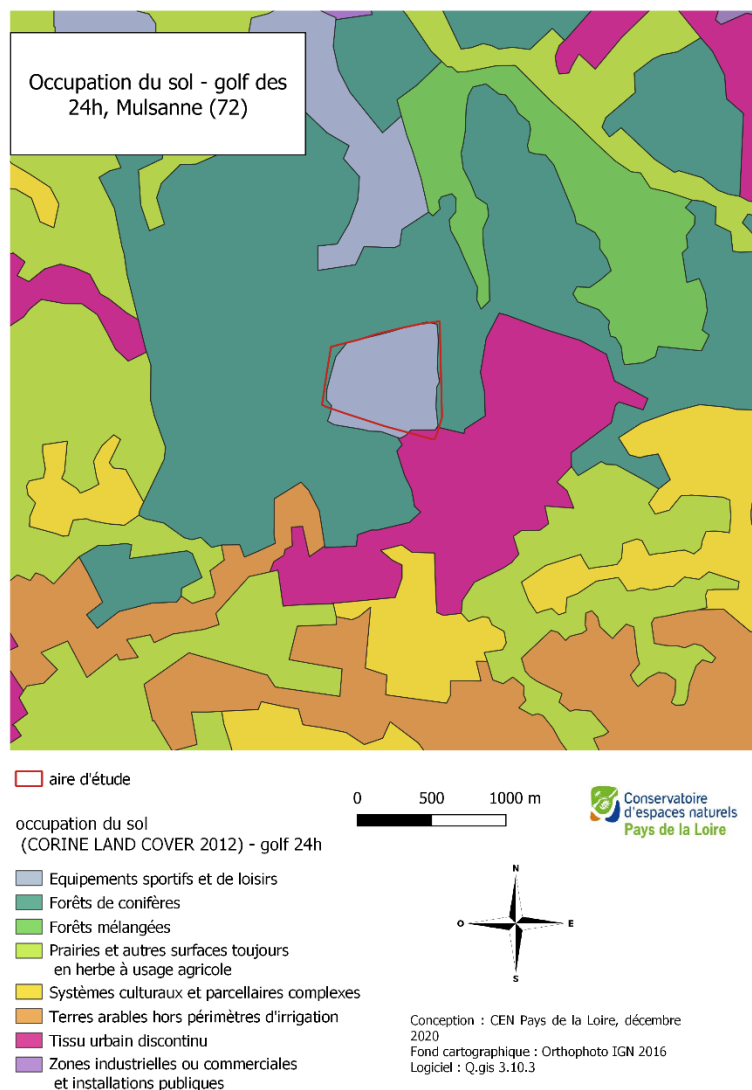 Occupation du sol - golf des
24h, Mulsanne (72)
aire d'étude
occupation du sol
(CORINE LAND COVER 2012) - golf 24h
Equipements sportifs et de loisirs
Forêts de conifères
Forêts mélangées
Prairies et autres surfaces toujours
en herbe à usage agricole
Systèmes culturaux et parcellaires complexes
Terres arables hors périmètres d'irrigation
Tissu urbain discontinu
Zones industrielles ou commerciales
et installations publiques
0 500 1000 m
Conservatoire
d'espaces naturels
Pays de la Loire
N
O E
S
Conception : CEN Pays de la Loire, décembre
2020
Fond cartographique : Orthophoto IGN 2016
Logiciel : Q.gis 3.10.3